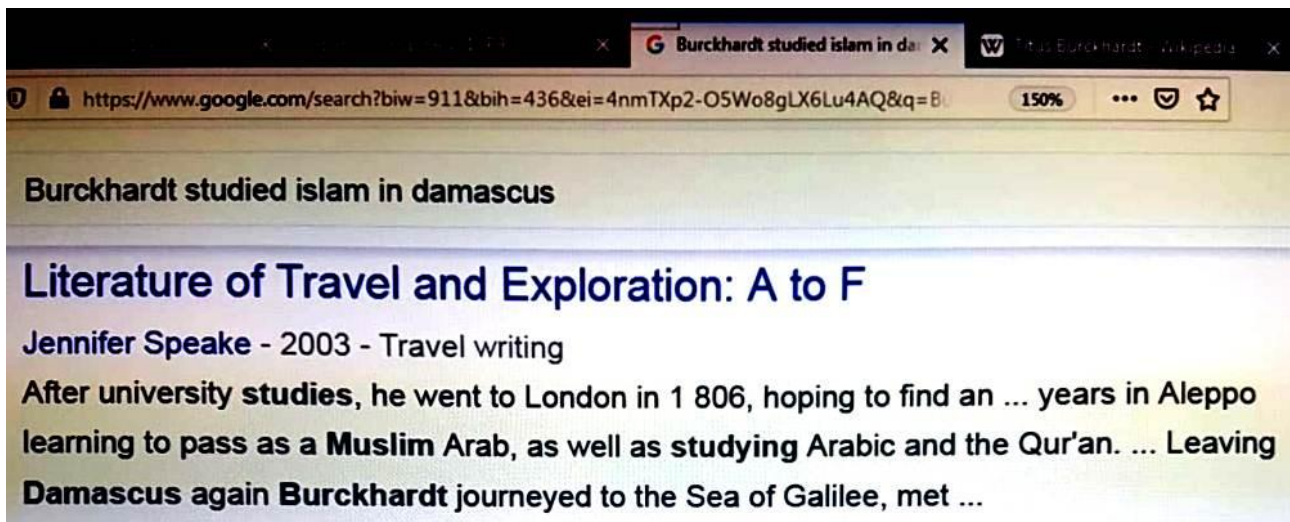 Burckhardt studied islam in da
Titus Burckhardt - Wikipedia
https://www.google.com/search?biw=911&bih=436&ei=4nmTXp2-O5Wo8gLX6Lu4AQ&q=B
150%
Burckhardt studied islam in damascus
Literature of Travel and Exploration: A to F
Jennifer Speake - 2003 - Travel writing
After university studies, he went to London in 1 806, hoping to find an ... years in Aleppo
learning to pass as a Muslim Arab, as well as studying Arabic and the Qur'an. ... Leaving
Damascus again Burckhardt journeyed to the Sea of Galilee, met ...